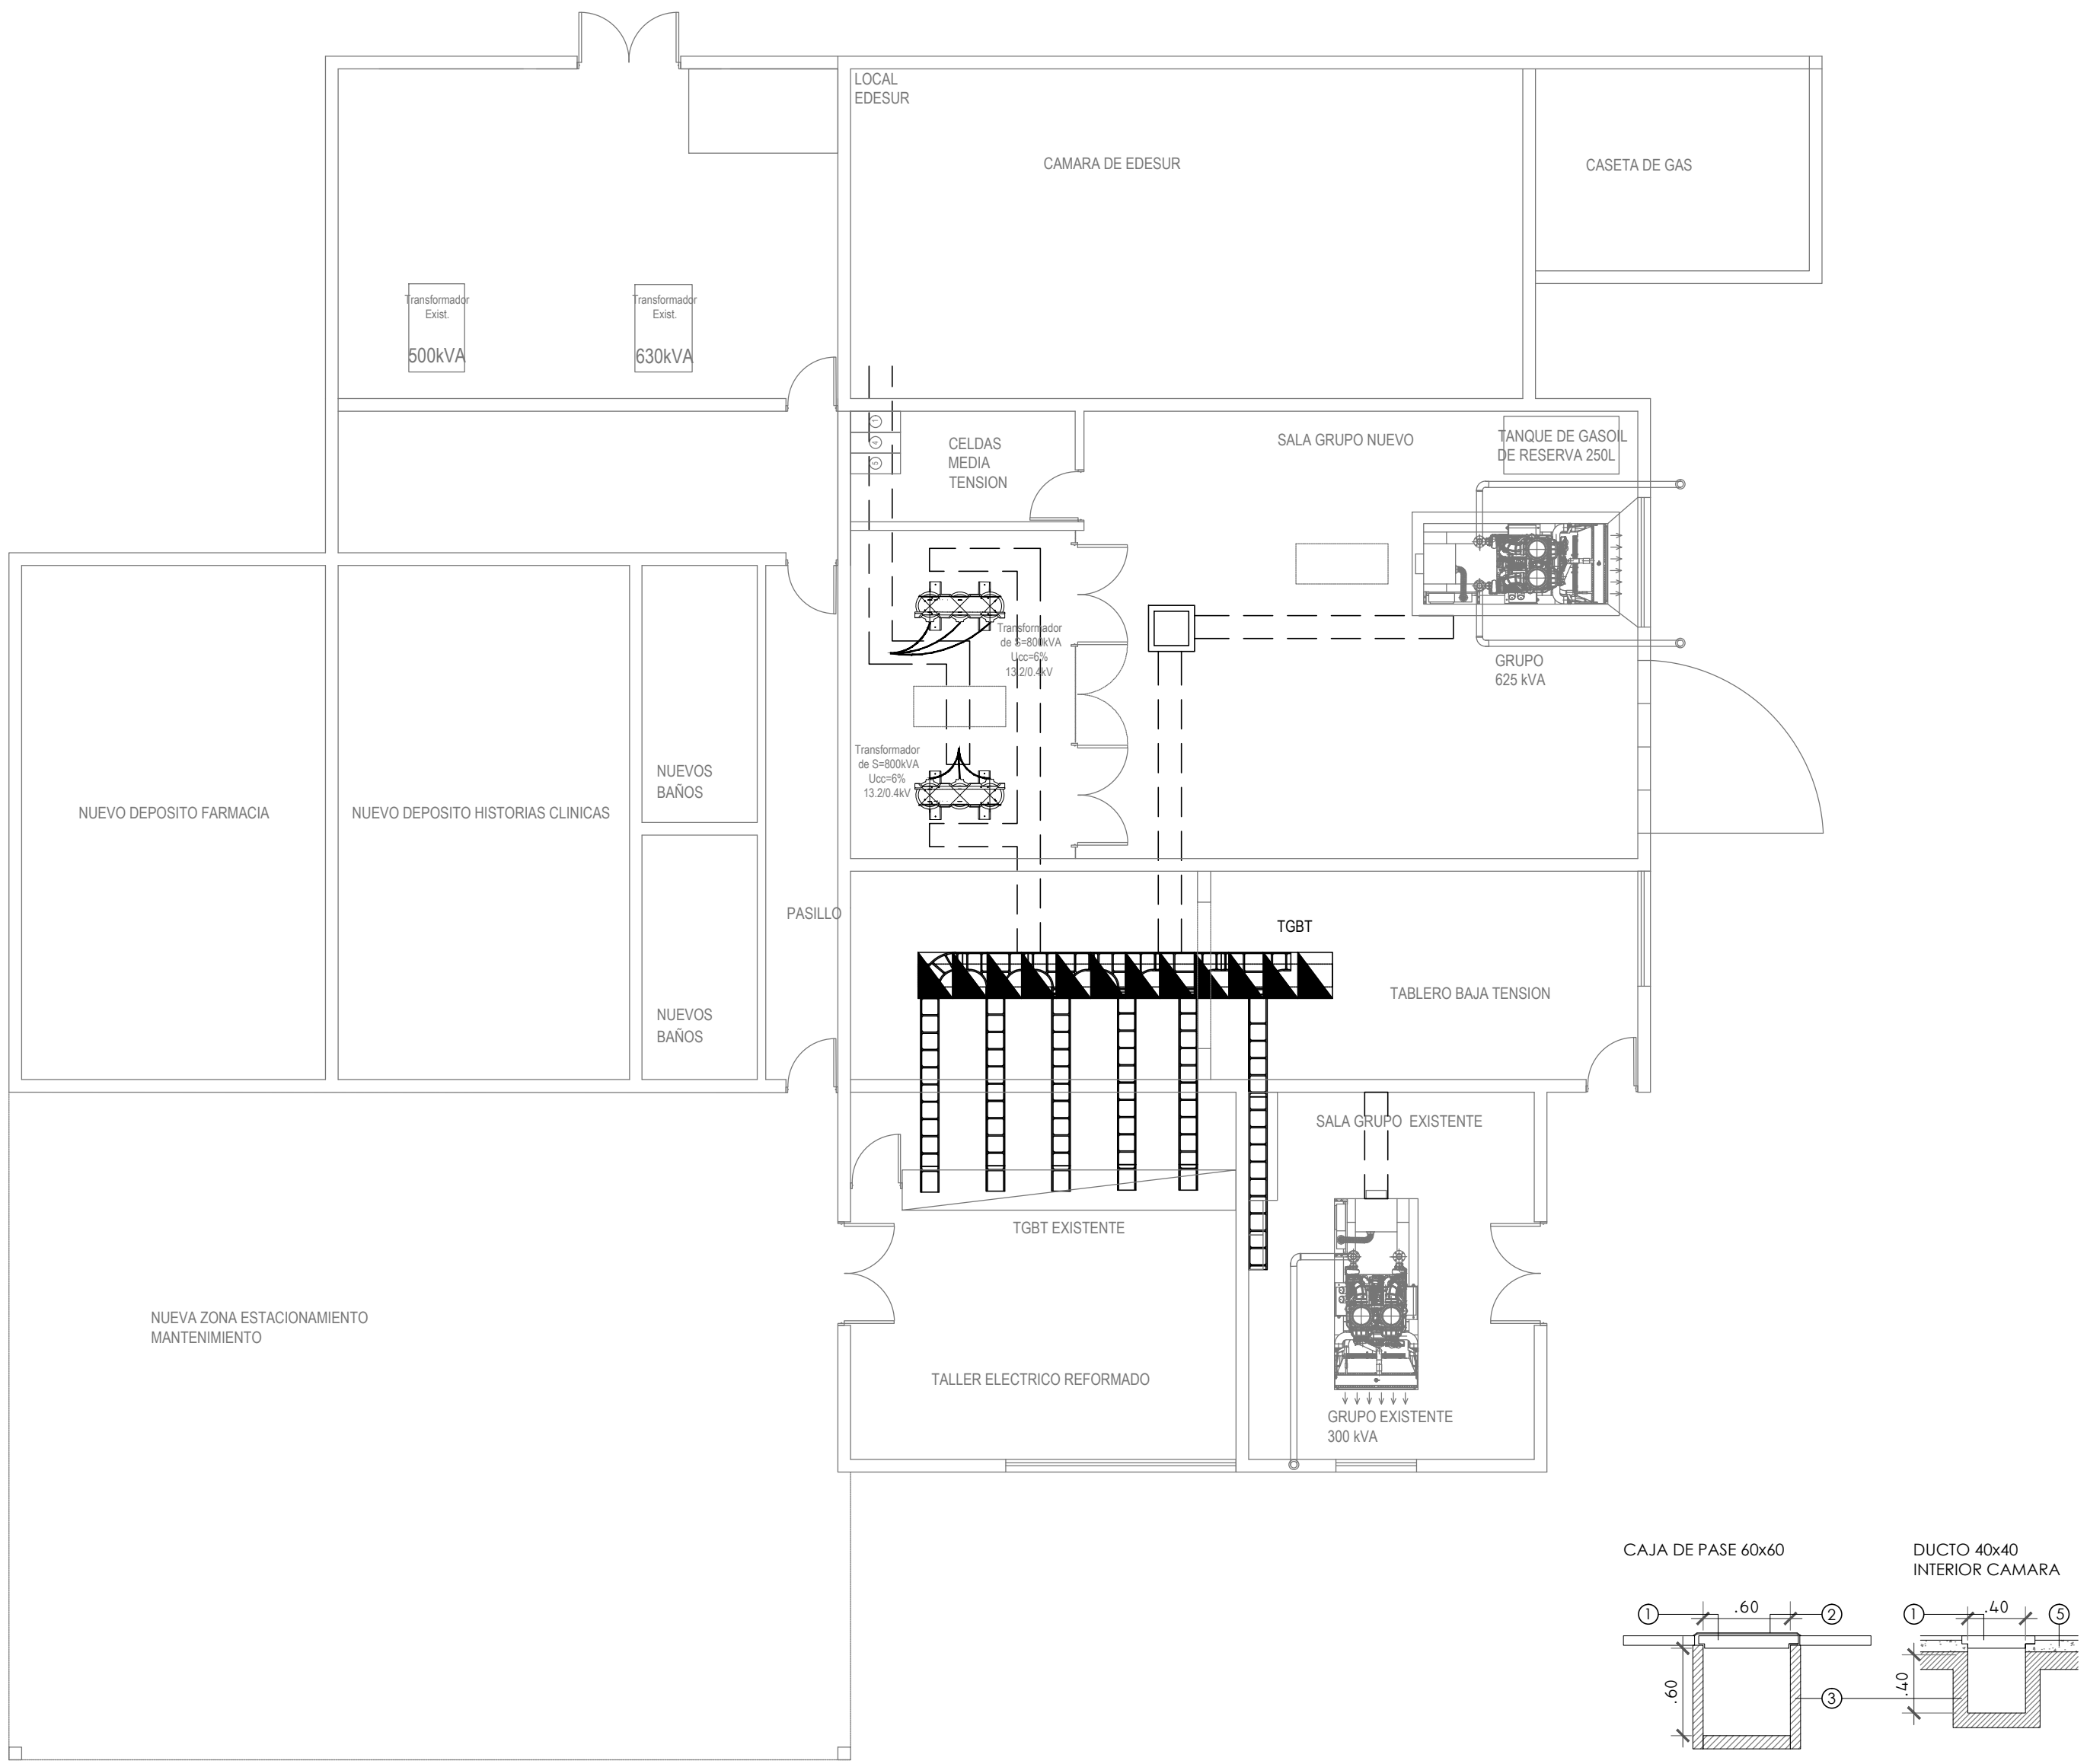 LOCAL
EDESUR
CAMARA DE EDESUR
CASETA DE GAS
Transformador
Exist.
500kVA
Transformador
Exist.
630kVA
1
4
5
CELDAS
MEDIA
TENSION
SALA GRUPO NUEVO
TANQUE DE GASOIL
DE RESERVA 250L
Transformador
de S=800kVA
Ucc=6%
13.2/0.4kV
GRUPO
625 kVA
Transformador
de S=800kVA
Ucc=6%
13.2/0.4kV
NUEVOS
BAÑOS
NUEVO DEPOSITO FARMACIA
NUEVO DEPOSITO HISTORIAS CLINICAS
PASILLO
TGBT
TABLERO BAJA TENSION
NUEVOS
BAÑOS
SALA GRUPO EXISTENTE
TGBT EXISTENTE
NUEVA ZONA ESTACIONAMIENTO
MANTENIMIENTO
TALLER ELECTRICO REFORMADO
GRUPO EXISTENTE
300 kVA
CAJA DE PASE 60x60
DUCTO 40x40
INTERIOR CAMARA
1
.60
2
1
.40
5
.60
.40
3